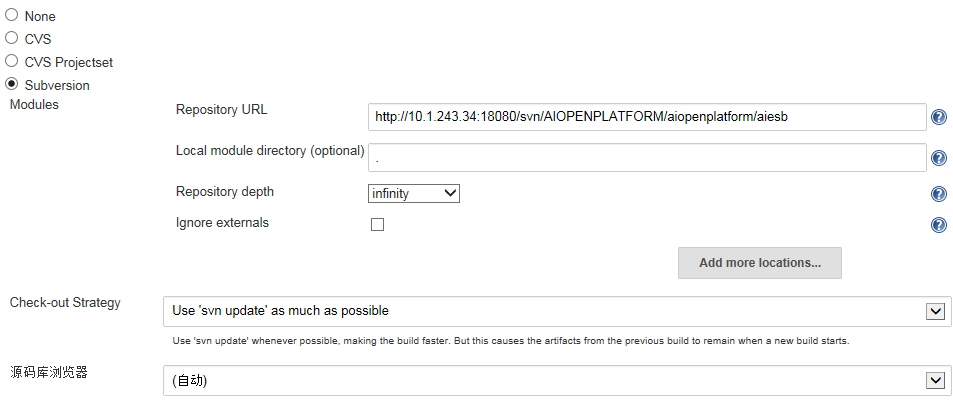 None
CVS
CVS Projectset
Subversion
Modules
Repository URL
http://10.1.243.34:18080/svn/AIOPENPLATFORM/aiopenplatform/aiesb
Local module directory (optional)
.
Repository depth
infinity
Ignore externals
Add more locations...
Check-out Strategy
Use 'svn update' as much as possible
Use 'svn update' whenever possible, making the build faster. But this causes the artifacts from the previous build to remain when a new build starts.
源码库浏览器
(自动)